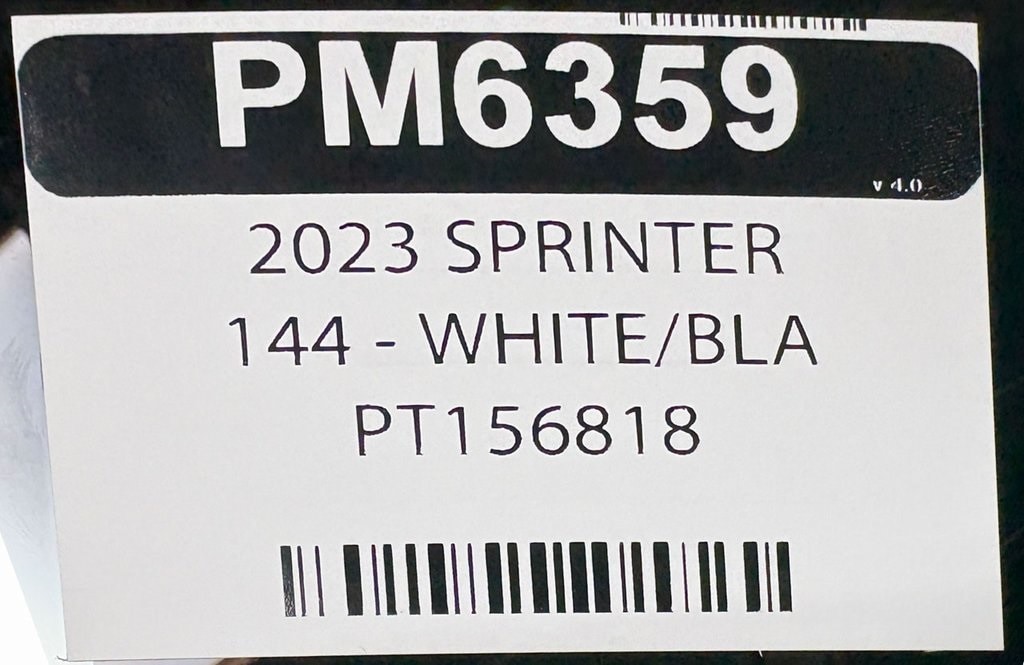 PM6359
v 4.0
2023 SPRINTER
144 - WHITE/BLA
PT156818